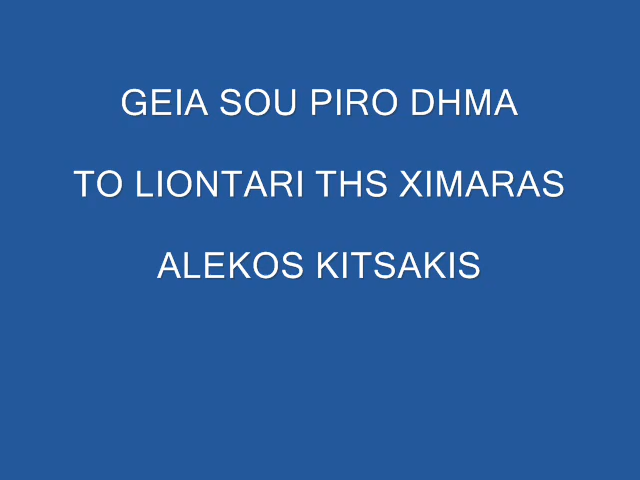 GEIA SOU PIRO DHMA
TO LIONTARI THS XIMARAS
ALEKOS KITSAKIS